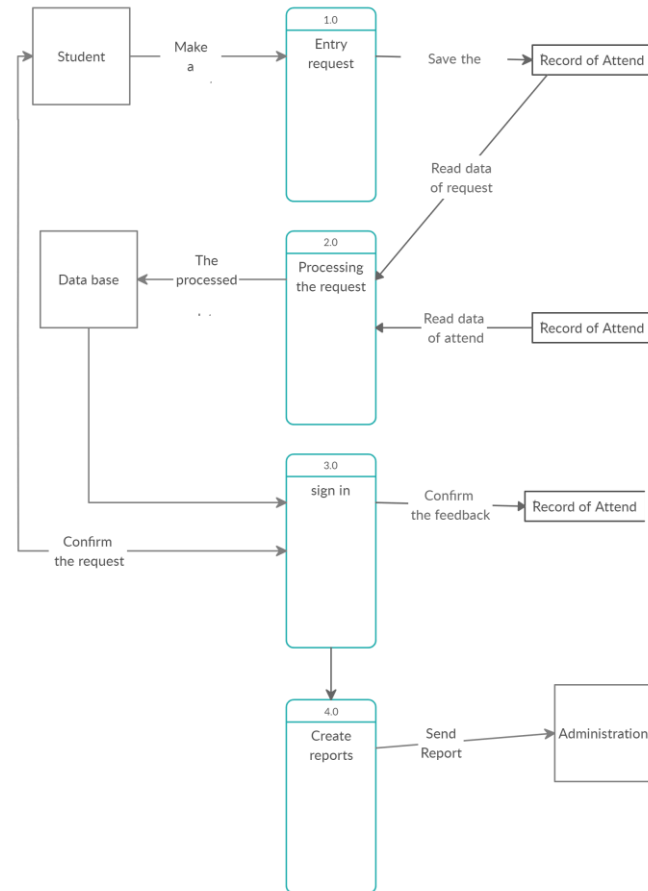 1.0
Student
Make
a
Entry
request
Save the
Record of Attend
Read data
of request
2.0
Data base
The
processed
Processing
the request
Read data
of attend
Record of Attend
3.0
sign in
Confirm
the feedback
Record of Attend
Confirm
the request
4.0
Create
reports
Send
Report
Administration